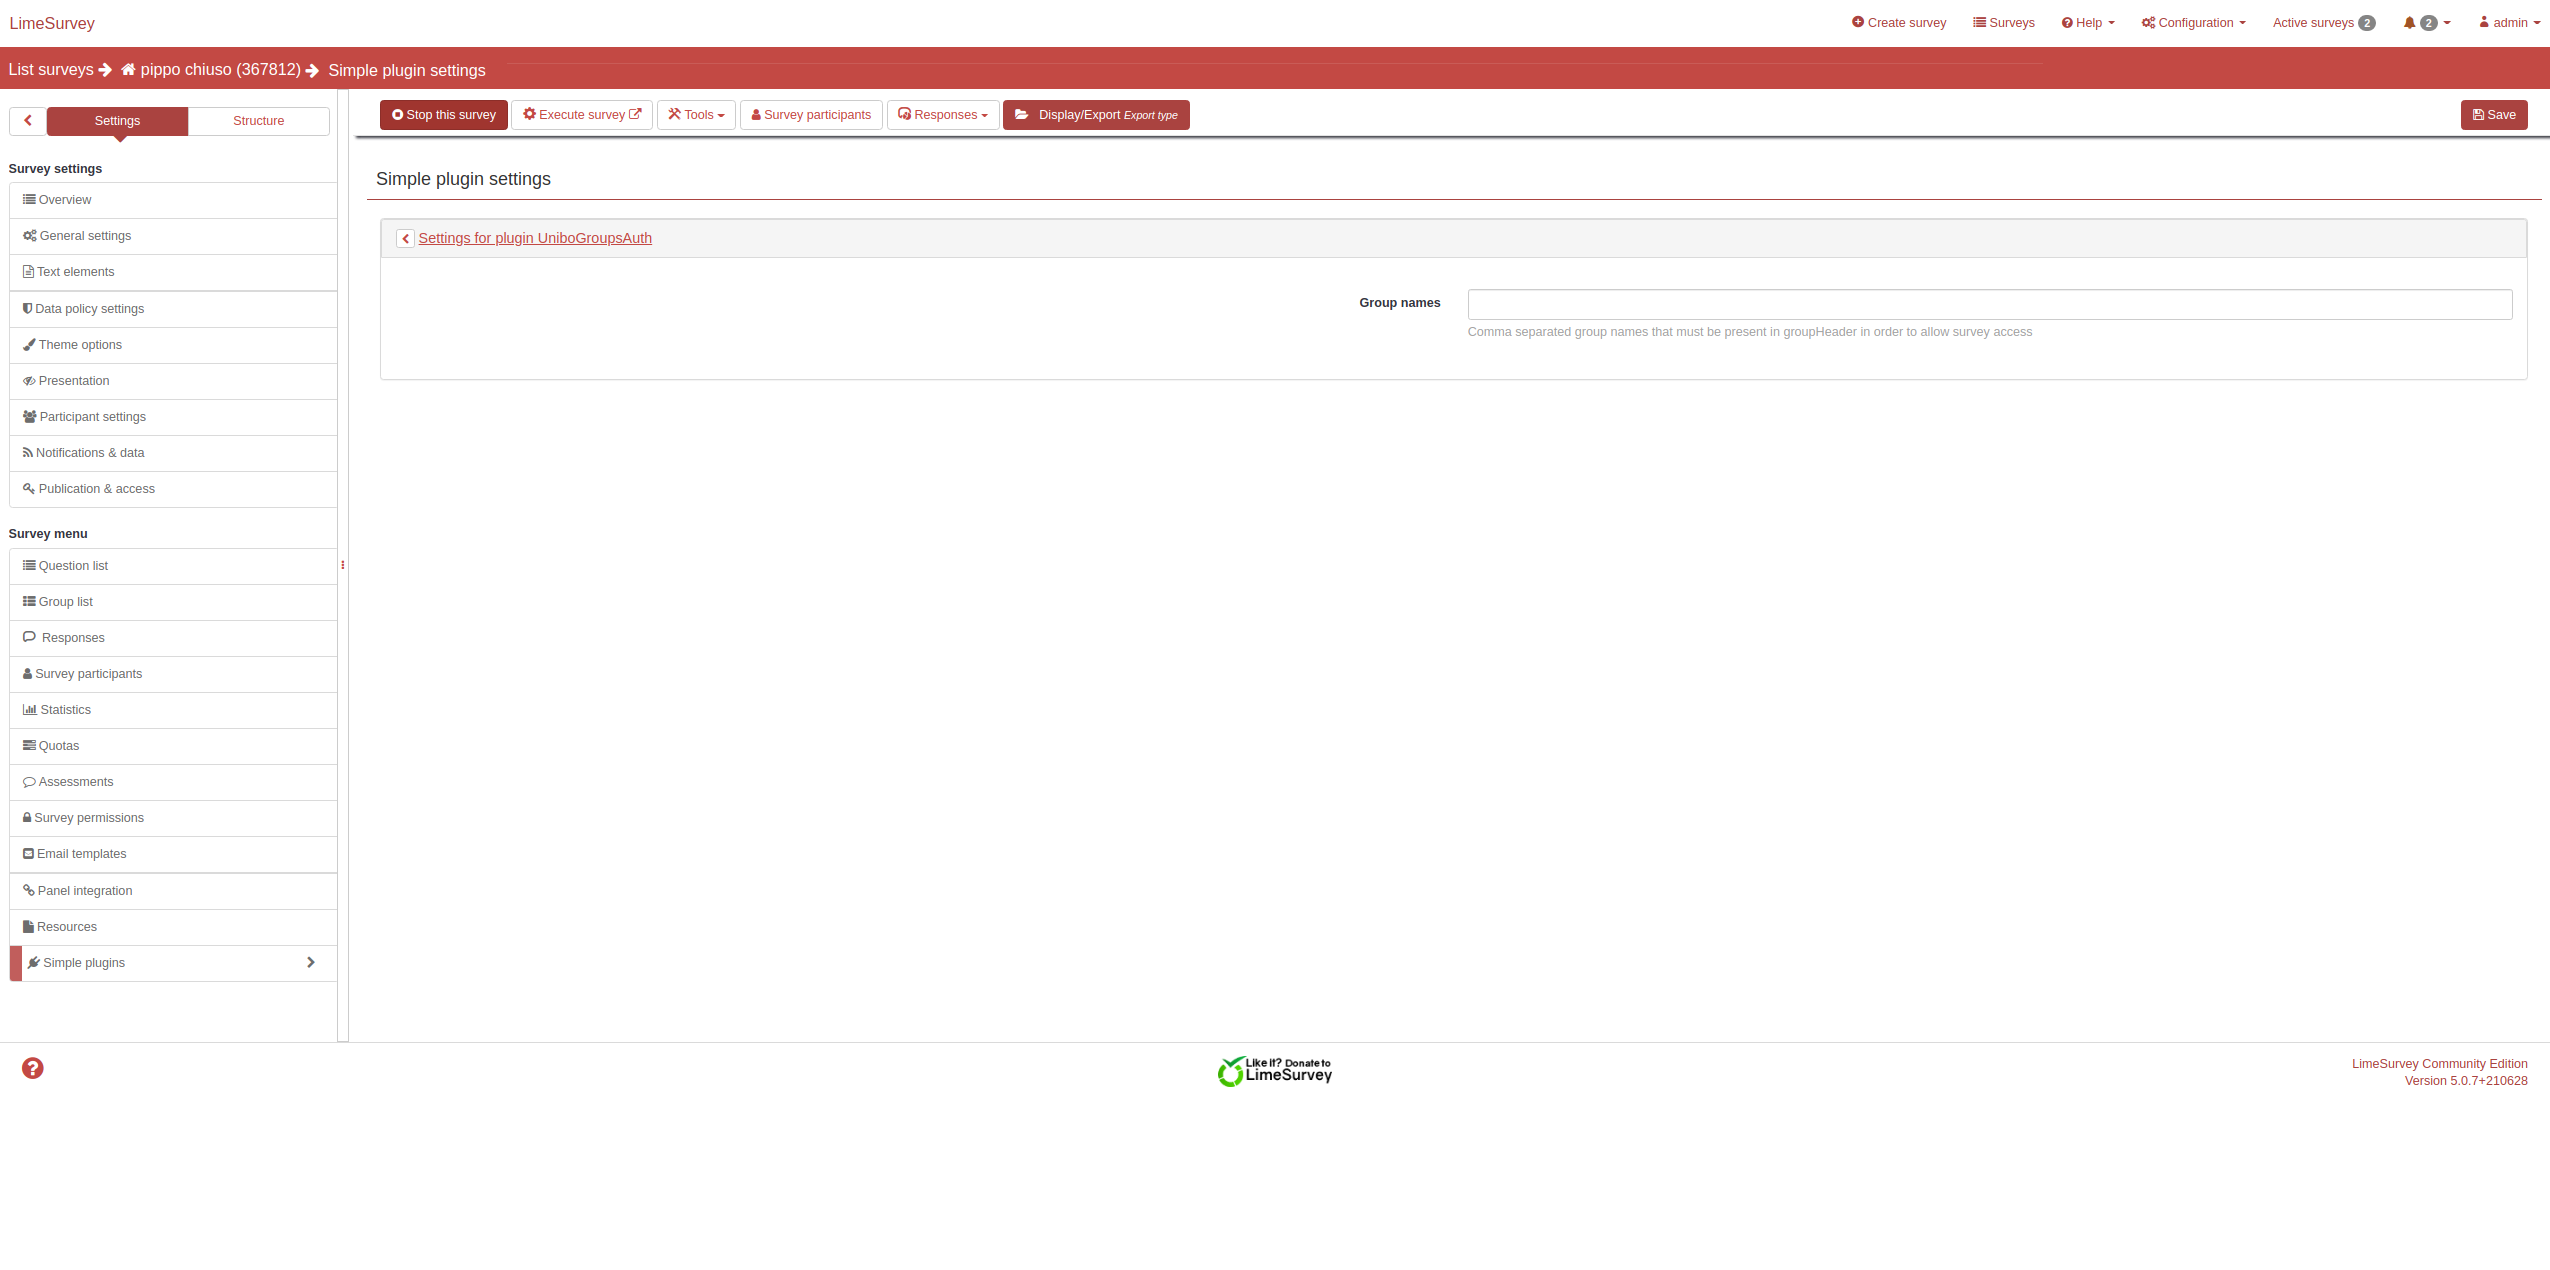 LimeSurvey
Create survey
Surveys
Help
Configuration
Active surveys 2
2
admin
List surveys
pippo chiuso (367812)
Simple plugin settings
Settings
Structure
Stop this survey
Execute survey
Tools
Survey participants
Responses
Display/Export Export type
Save
Survey settings
Overview
General settings
Text elements
Data policy settings
Theme options
Presentation
Participant settings
Notifications & data
Publication & access
Survey menu
Question list
Group list
Responses
Survey participants
Statistics
Quotas
Assessments
Survey permissions
Email templates
Panel integration
Resources
Simple plugins
Simple plugin settings
Settings for plugin UniboGroupsAuth
Group names
Comma separated group names that must be present in groupHeader in order to allow survey access
Like it? Donate to
LimeSurvey
LimeSurvey Community Edition
Version 5.0.7+210628